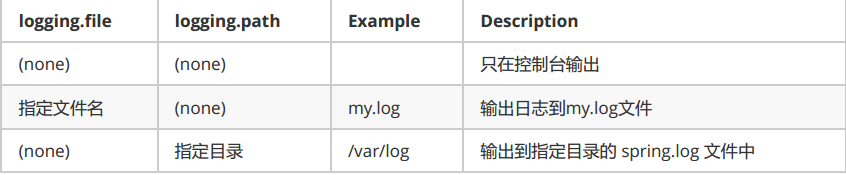 logging.file logging.path Example Description
(none) (none) 只在控制台输出
指定文件名 (none) my.log 输出日志到my.log文件
(none) 指定目录 /var/log 输出到指定目录的 spring.log 文件中